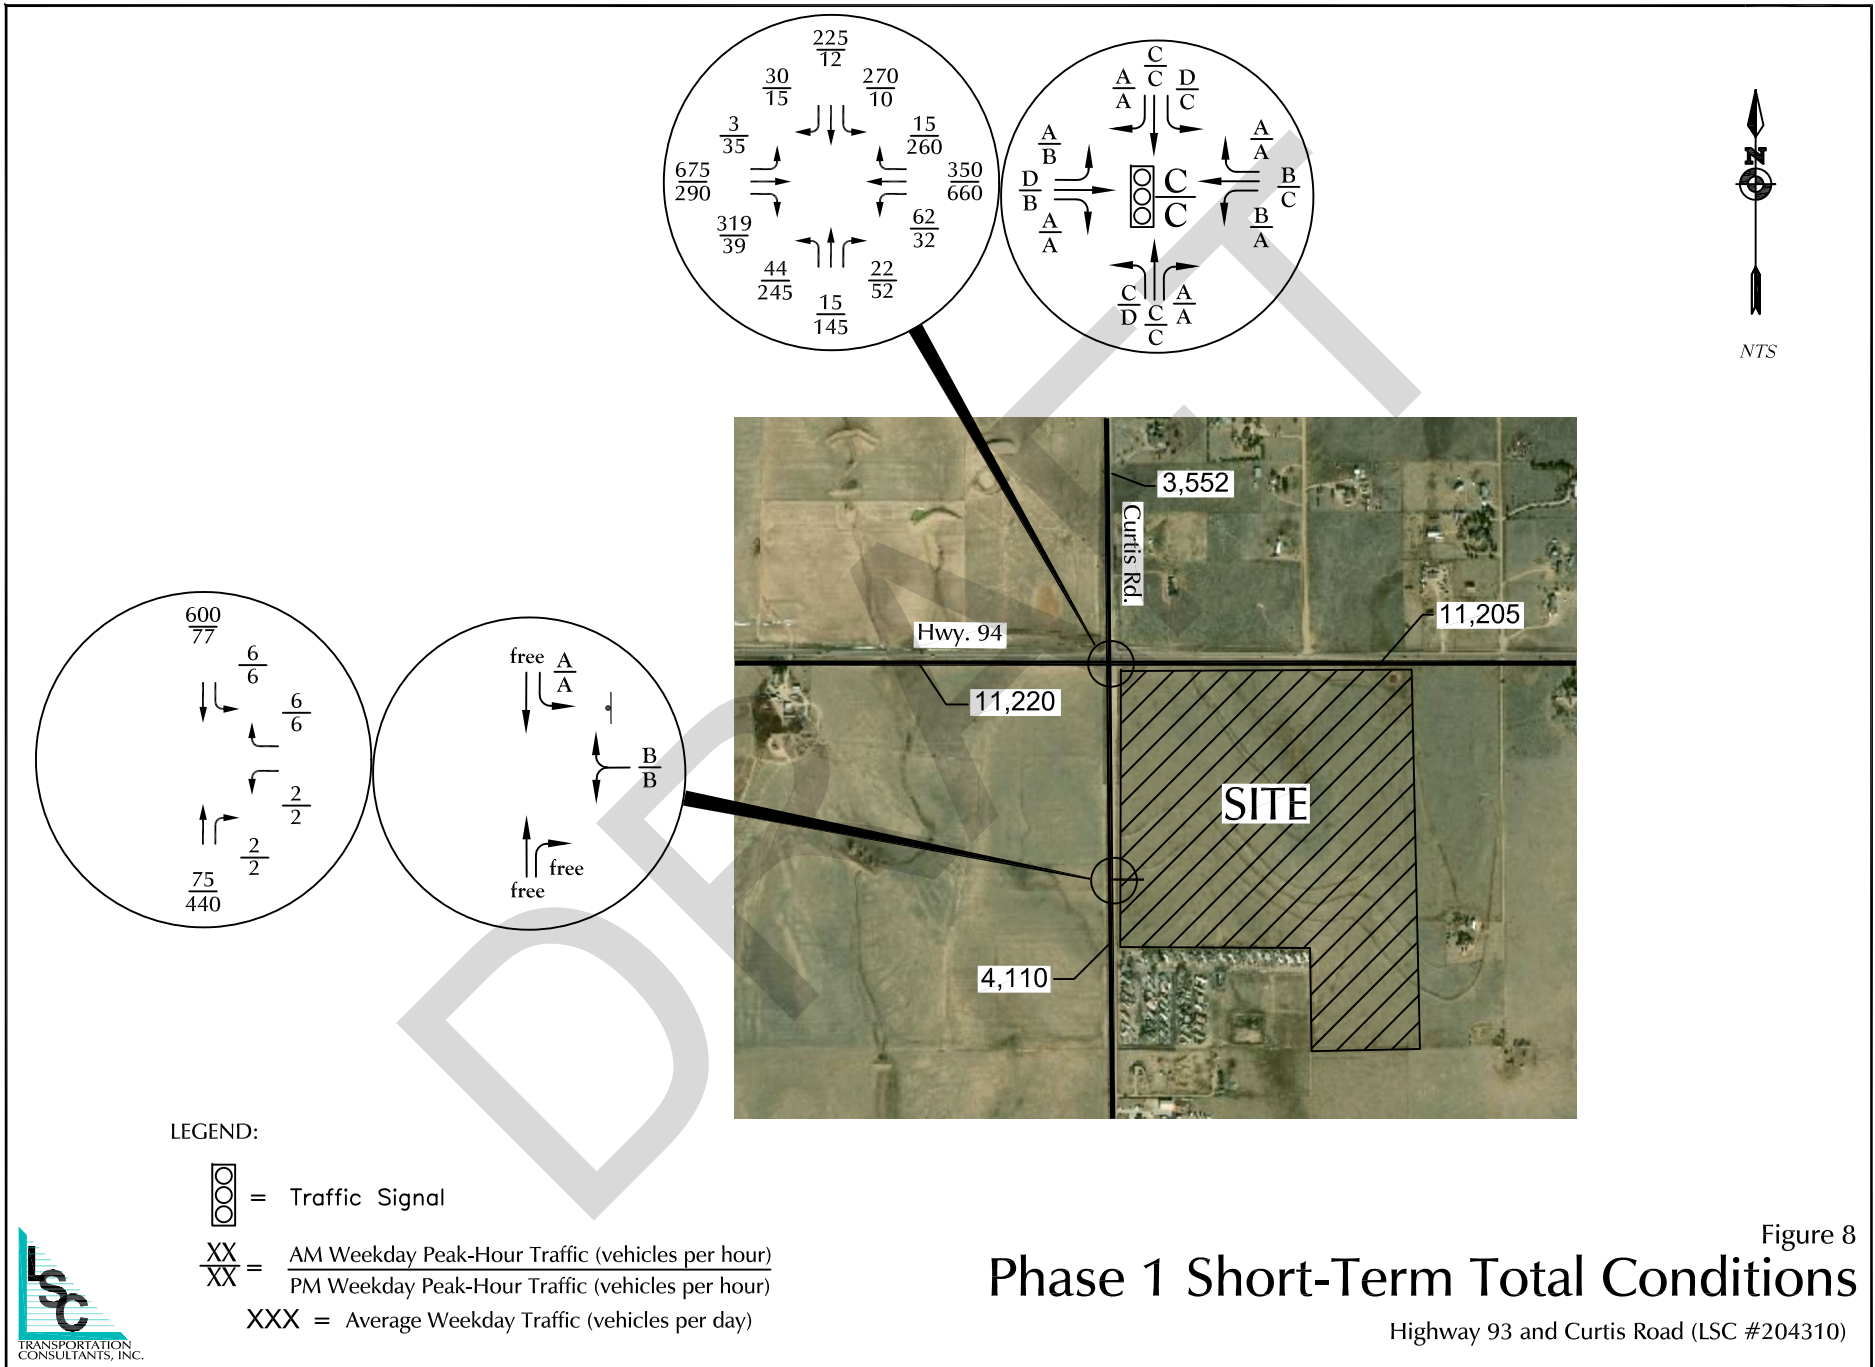 225
12
30
15
270
10
3
35
15
260
675
290
350
660
319
39
62
32
44
245
22
52
15
145
C
C
A
A
D
C
A
B
A
A
D
B
C
C
B
C
A
A
B
A
C
D
C
C
A
A
N
NTS
3,552
Curtis Rd.
11,205
Hwy. 94
11,220
SITE
4,110
600
77
6
6
6
6
2
2
2
2
75
440
free A
A
B
B
free
free
DRAFT
LEGEND:
= Traffic Signal
XX
XX = AM Weekday Peak-Hour Traffic (vehicles per hour)
PM Weekday Peak-Hour Traffic (vehicles per hour)
XXX = Average Weekday Traffic (vehicles per day)
LSC
TRANSPORTATION
CONSULTANTS, INC.
Figure 8
Phase 1 Short-Term Total Conditions
Highway 93 and Curtis Road (LSC #204310)